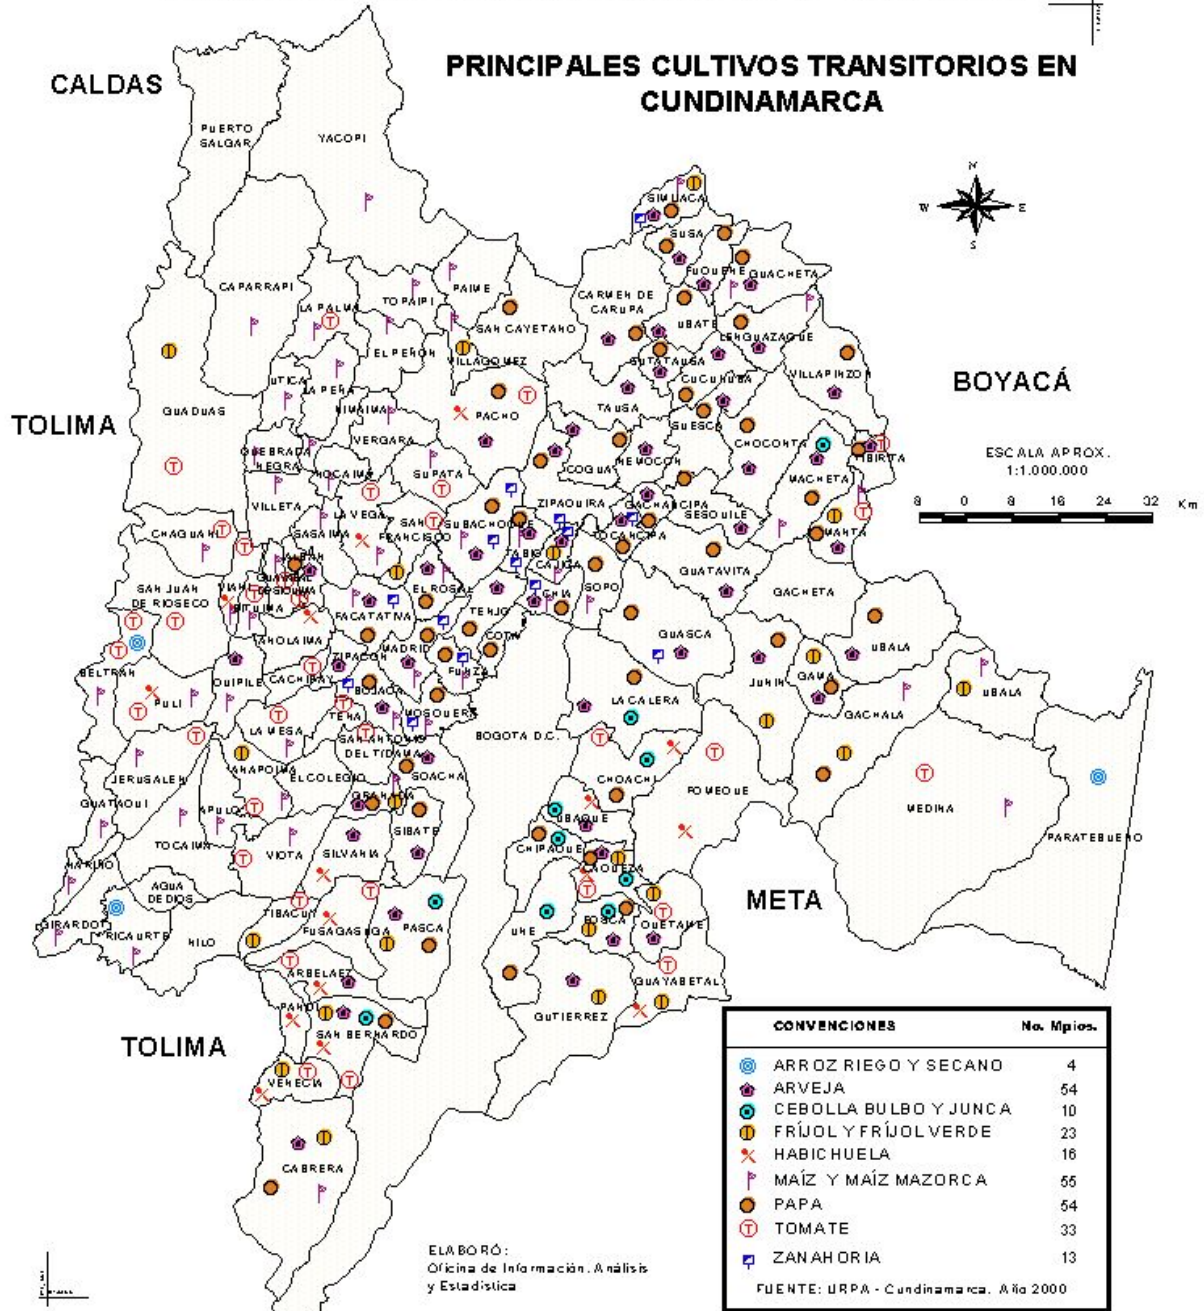 PRINCIPALES CULTIVOS TRANSITORIOS EN
CUNDINAMARCA
CALDAS
PUERTO
SALGAR
YACOPI
N
W
E
S
SIMIJACA
SUSA
FUQUENE
GUACHETA
CAPARRAPI
LA PALMA
TOPAIPI
PAIME
CARMEN DE
CARUPA
SAN CAYETANO
UBATE
LENGUAZAQUE
EL PEÑON
VILLAGOMEZ
SUTATAUSA
UTICA
LA PEÑA
CUCUNUBA
VILLAPINZON
BOYACÁ
GUADUAS
NIMAIMA
PACHO
TAUSA
SUESCA
TOLIMA
VERGARA
CHOCONTA
QUEBRADA
NEGRA
NOCAIMA
SUPATA
COGUA
NEMOCON
MACHETA
TIBIRITA
ESCALA APROX.
1:1.000.000
8 0 8 16 24 32 Km
VILLETA
LA VEGA
SAN
FRANCISCO
SUBACHOQUE
ZIPAQUIRA
GACHANCIPA
SESQUILE
CHAGUANI
SASAIMA
TABIO
TOCANCIPA
MANTA
ALBAN
CAJICA
GUATAVITA
SAN JUAN
DE RIOSECO
VIANI
GUAYABAL
DE SIQUIMA
BITUIMA
FACATATIVA
EL ROSAL
TENJO
CHIA
SOPO
GACHETA
ANOLAIMA
ZIPACON
MADRID
COTA
GUASCA
UBALA
BELTRAN
QUIPILE
CACHIPAY
FUNZA
JUNIN
GAMA
UBALA
PULI
BOJACA
MOSQUERA
LA CALERA
GACHALA
TENA
LA MESA
SAN ANTONIO
DEL TIDAMA
BOGOTA D.C.
JERUSALEN
ANAPOIMA
EL COLEGIO
SOACHA
CHOACHI
FOMEQUE
GUATAQUI
APULO
GRANADA
MEDINA
PARATEBUENO
TOCAIMA
VIOTA
SILVANIA
SIBATE
UBAQUE
CHIPAQUE
NARIÑO
CAQUEZA
AGUA
DE DIOS
META
GIRARDOT
RICAURTE
NILO
TIBACUY
FUSAGASUGA
PASCA
UNE
FOSCA
QUETAME
ARBELAEZ
GUAYABETAL
GUTIERREZ
PANDI
SAN BERNARDO
TOLIMA
VENECIA
CABRERA
CONVENCIONES No. Mpios.
ARROZ RIEGO Y SECANO 4
ARVEJA 54
CEBOLLA BULBO Y JUNCA 10
FRÍJOL Y FRÍJOL VERDE 23
HABICHUELA 16
MAÍZ Y MAÍZ MAZORCA 55
PAPA 54
TOMATE 33
ZANAHORIA 13
FUENTE: URPA - Cundinamarca. Año 2000
ELABORÓ:
Oficina de Información, Análisis
y Estadística